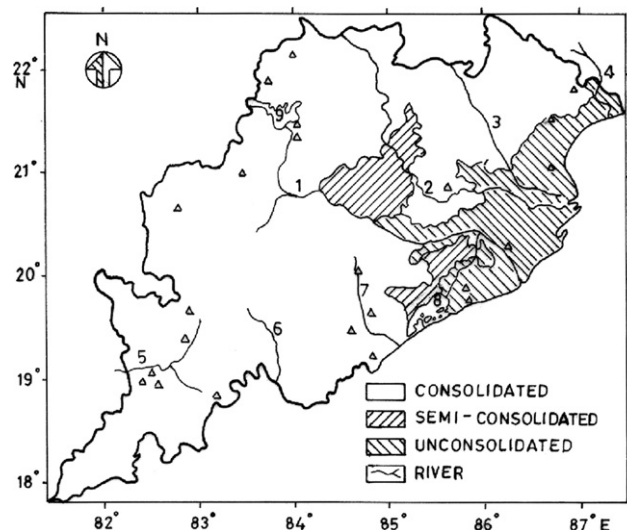 N
22°
N
21°
20°
19°
18°
4
9
3
1
2
8
7
6
5
CONSOLIDATED
SEMI-CONSOLIDATED
UNCONSOLIDATED
RIVER
82° 83° 84° 85° 86° 87°E